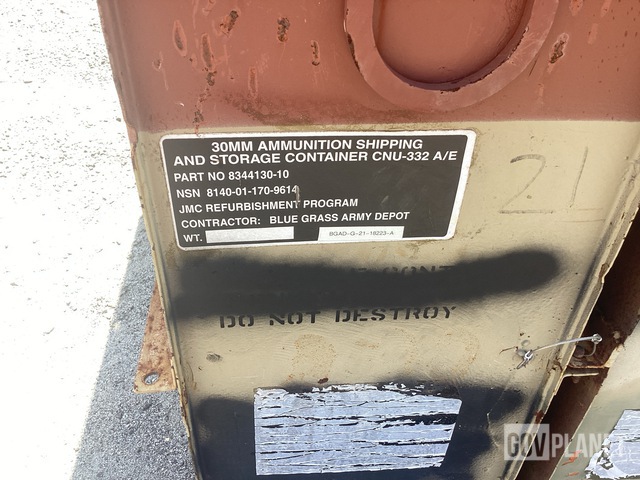 30MM AMMUNITION SHIPPING
AND STORAGE CONTAINER CNU-332 A/E
PART NO 8344130-10
NSN 8140-01-170-9614
JMC REFURBISHMENT PROGRAM
CONTRACTOR: BLUE GRASS ARMY DEPOT
WT. BGAD-G-21-18223-A
21
DO NOT DESTROY
GOVPLANET